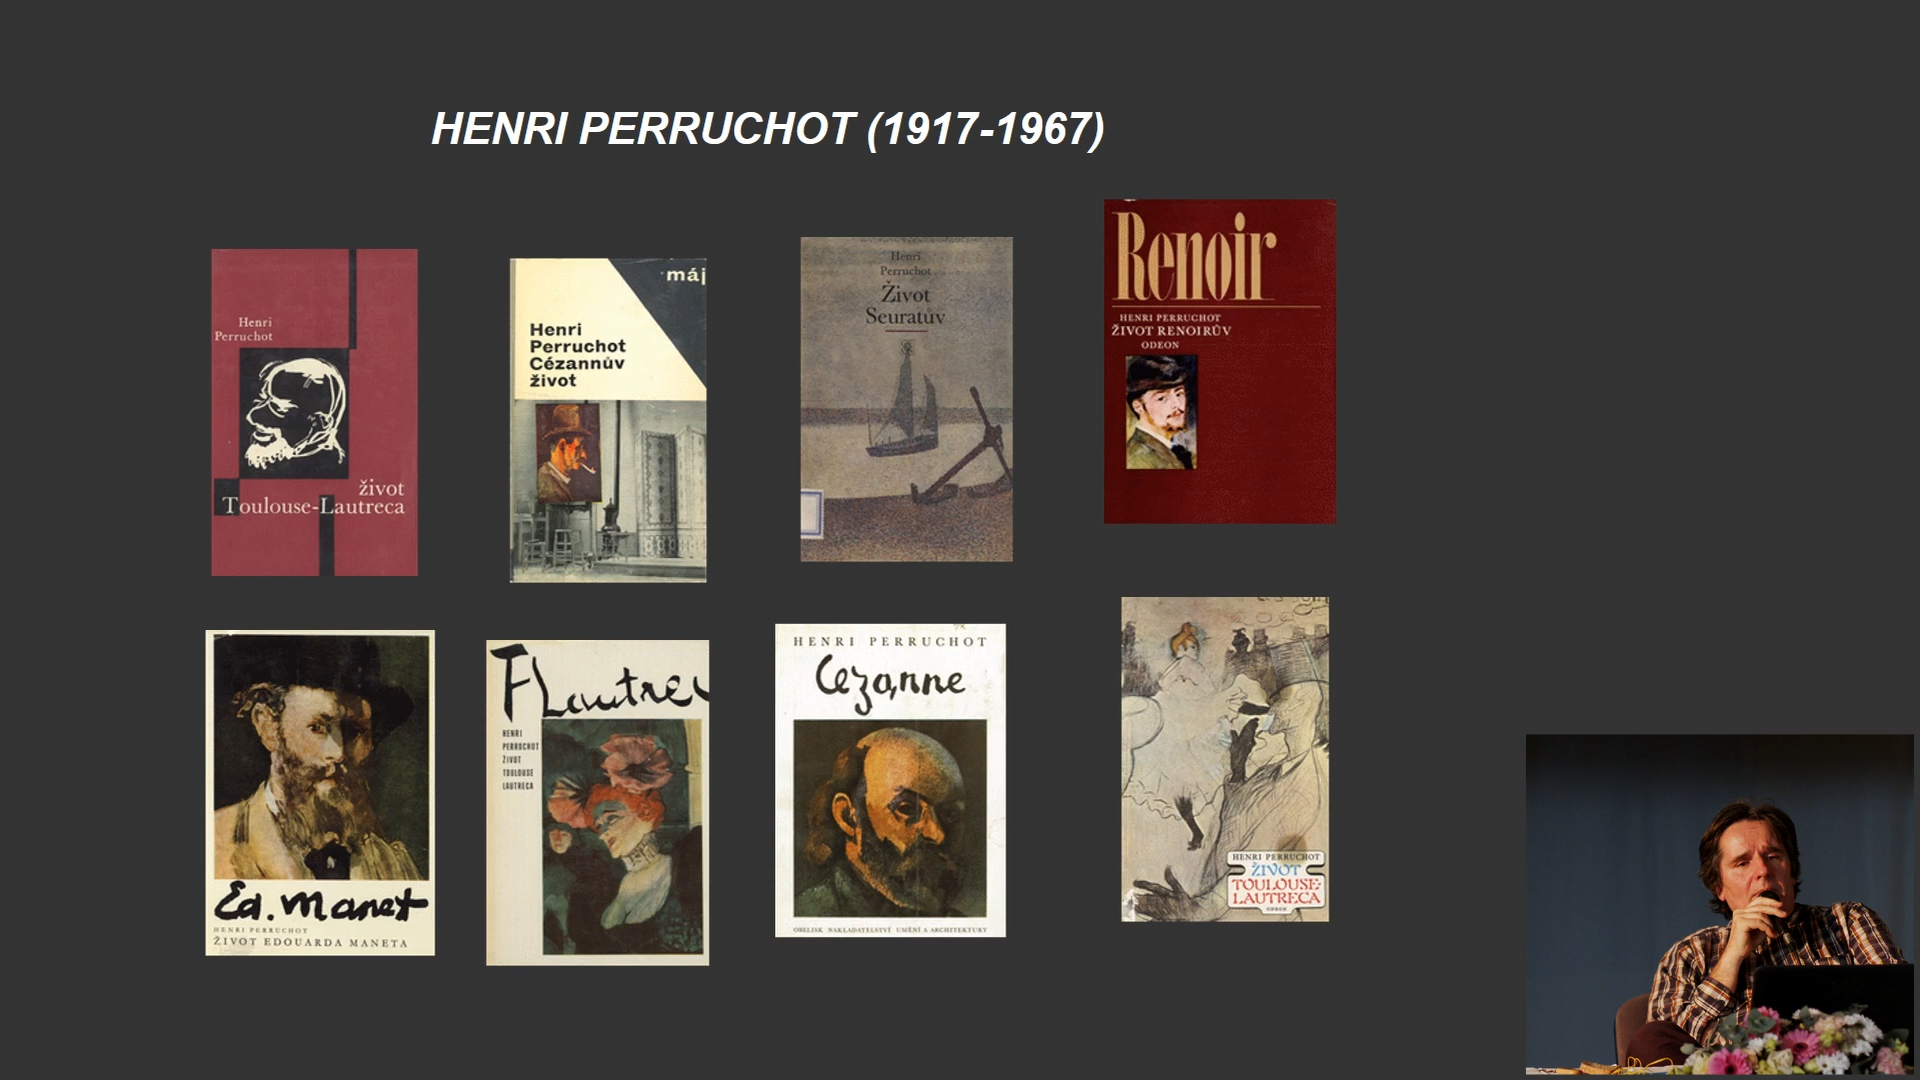 HENRI PERRUCHOT (1917-1967)
Henri
Perruchot
život
Toulouse-Lautreca
máj
Henri
Perruchot
Cézannův
život
Henri
Perruchot
Život
Seuratův
Renoir
HENRI PERRUCHOT
ŽIVOT RENOIRŮV
ODEON
Ed. Manet
HENRI PERRUCHOT
ŽIVOT EDOUARDA MANETA
TLautrec
HENRI
PERRUCHOT
ŽIVOT
TOULOUSE
LAUTRECA
HENRI PERRUCHOT
Cezanne
OBELISK NAKLADATELSTVÍ UMĚNÍ A ARCHITEKTURY
HENRI PERRUCHOT
ŽIVOT
TOULOUSE-
LAUTRECA
ODEON